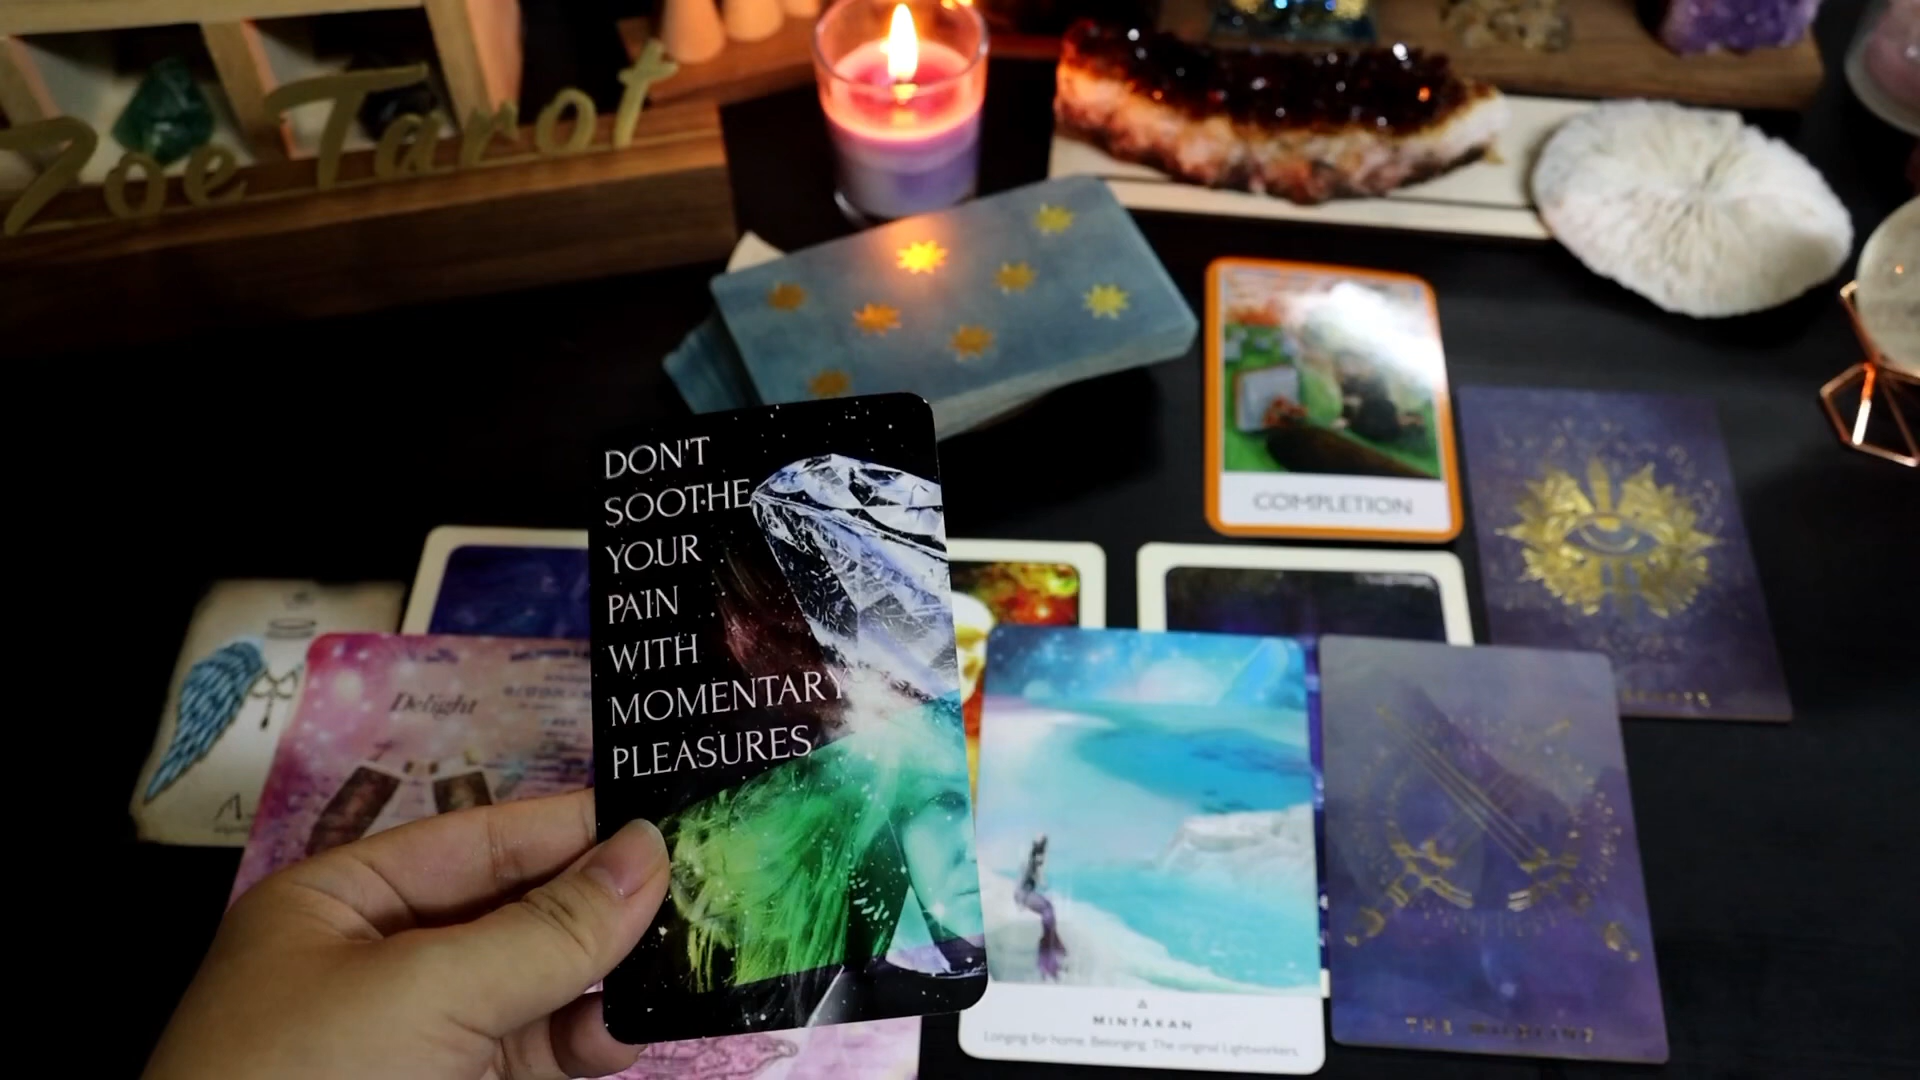 Zoe Tarot
DON'T
SOOTHE
YOUR
PAIN
WITH
MOMENTARY
PLEASURES
COMPLETION
Delight
MINTAKAN
Longing for home. Belonging. The original Lightworkers.